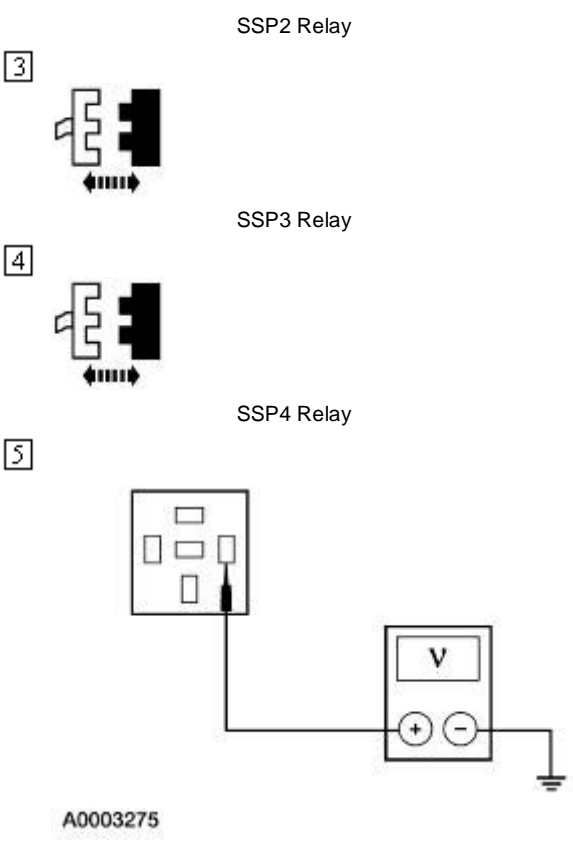 SSP2 Relay
3
SSP3 Relay
4
SSP4 Relay
5
V
+ −
A0003275